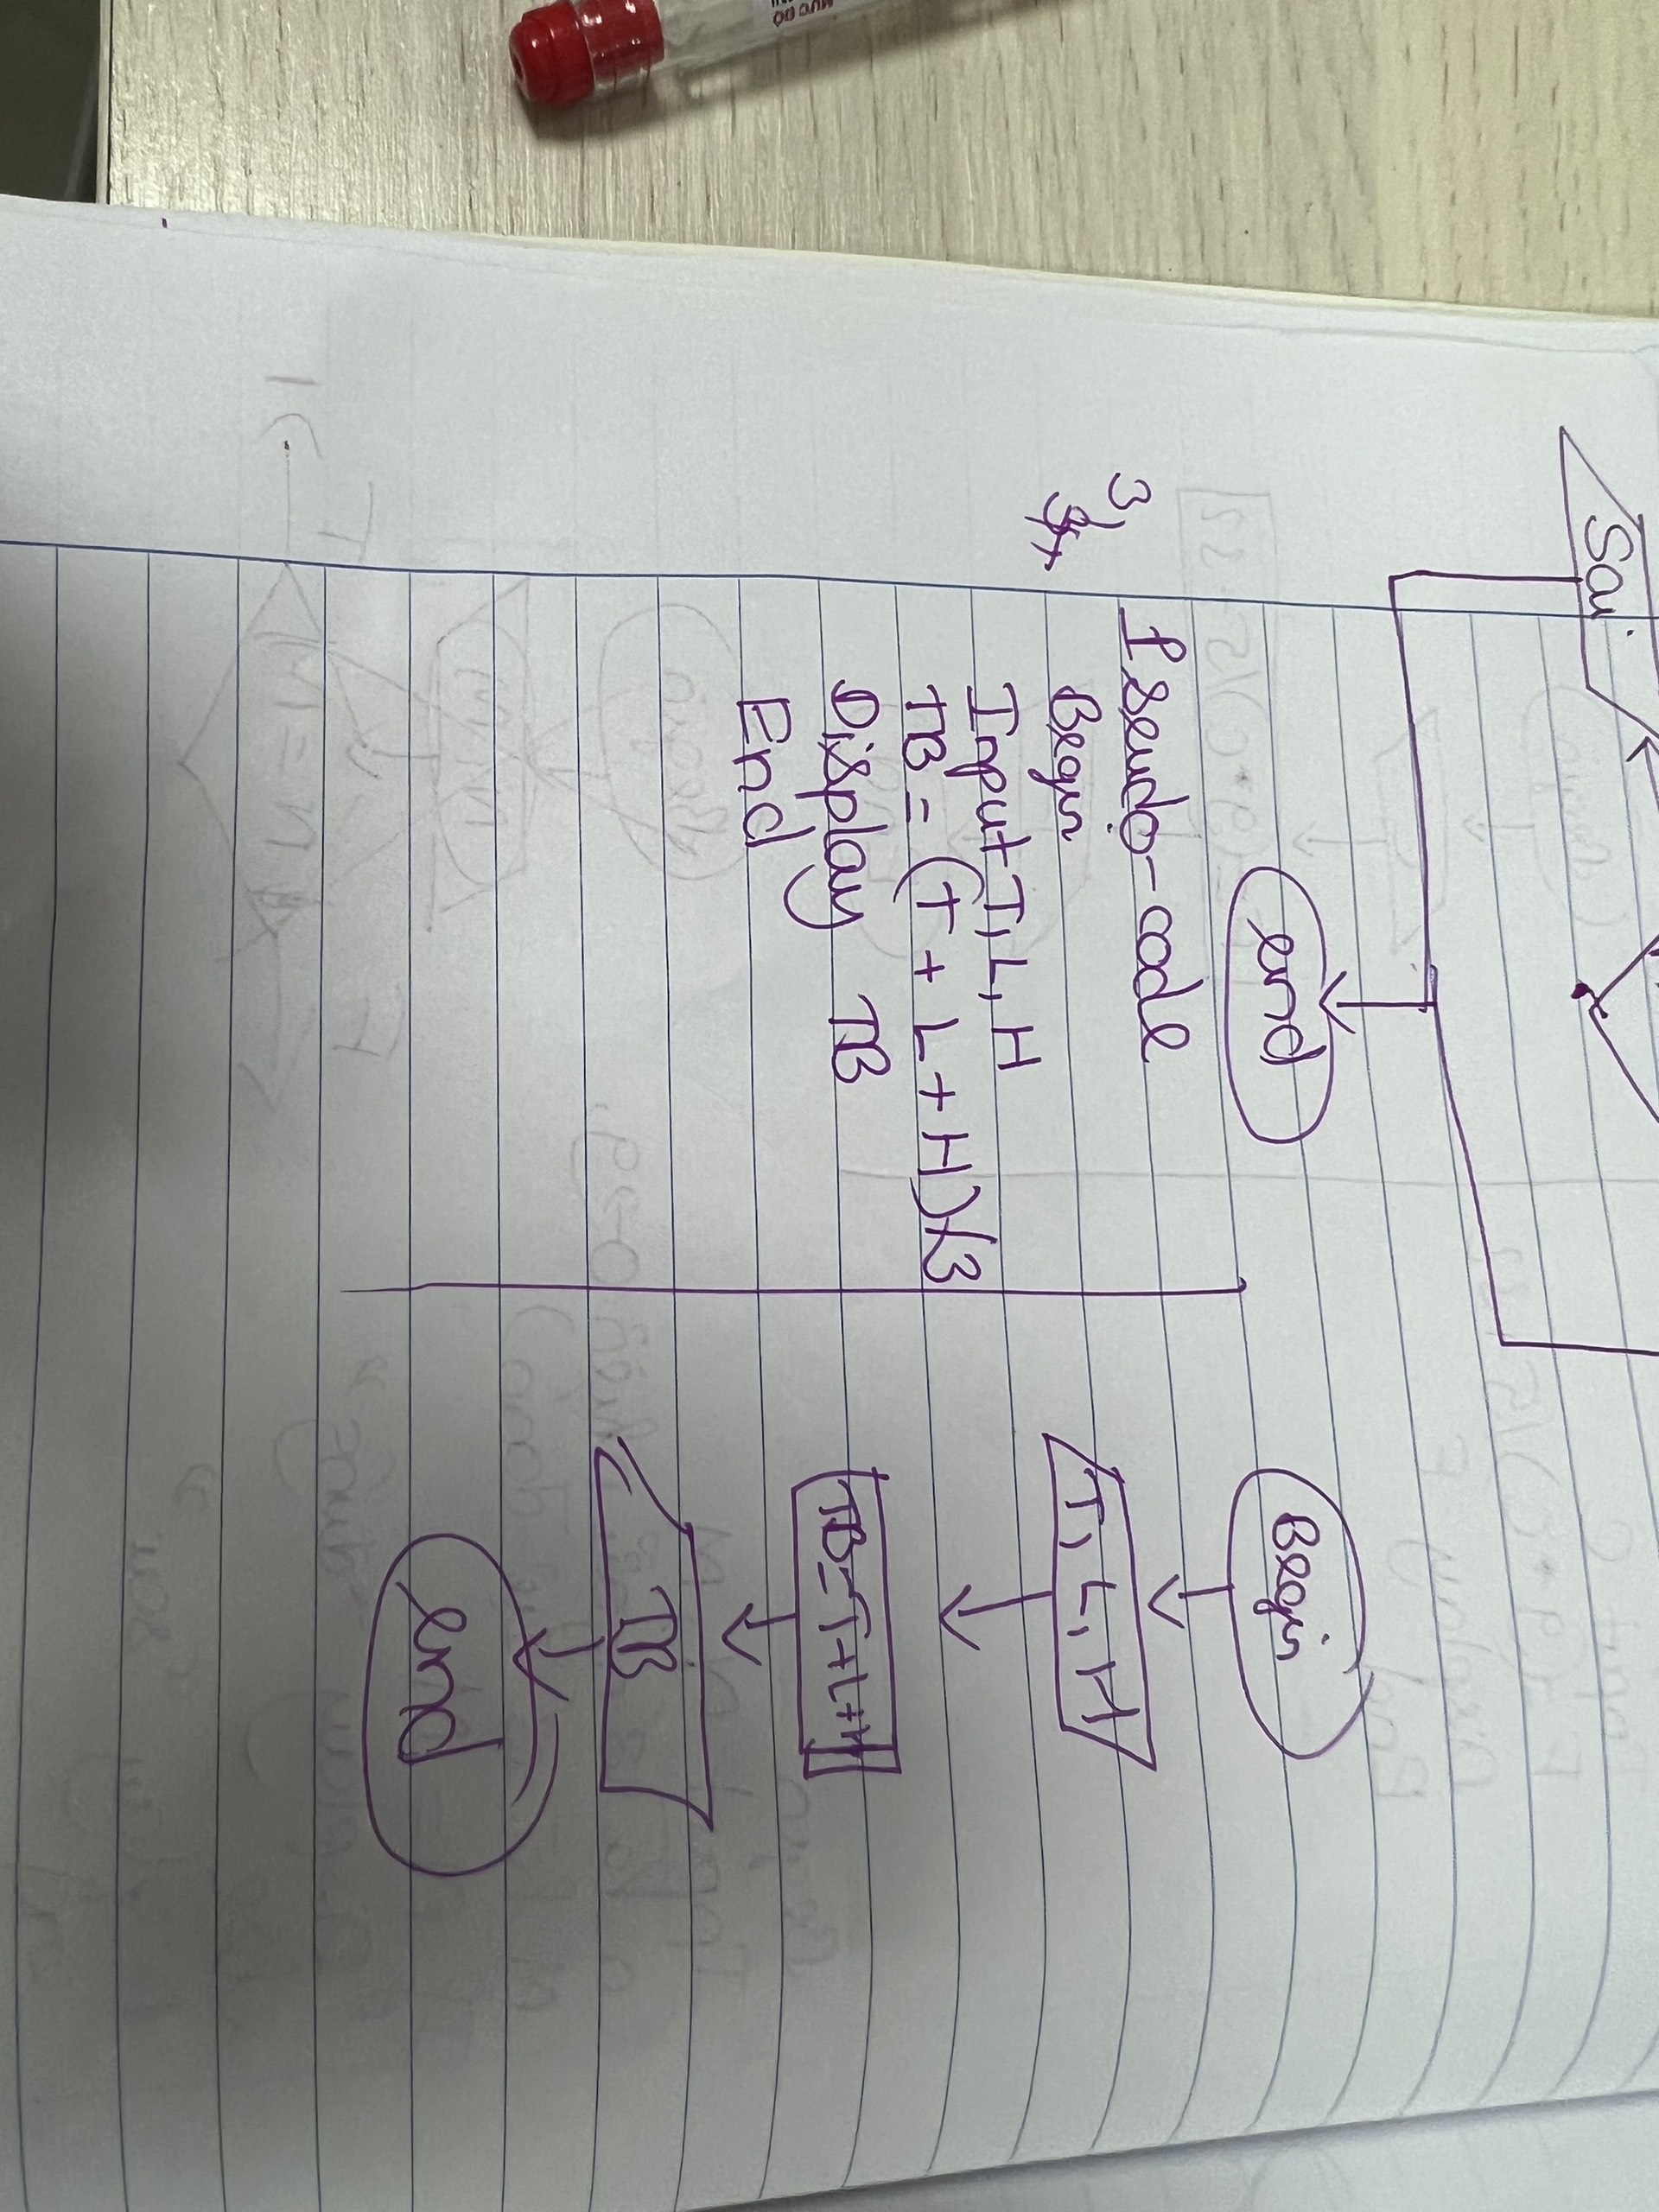 Sai
end
3,
Pseudo-code
Begin
Input T, L, H
TB = (T + L + H)/3
Display TB
End
Begin
T, L, H
TB=T+L+H
TB
end